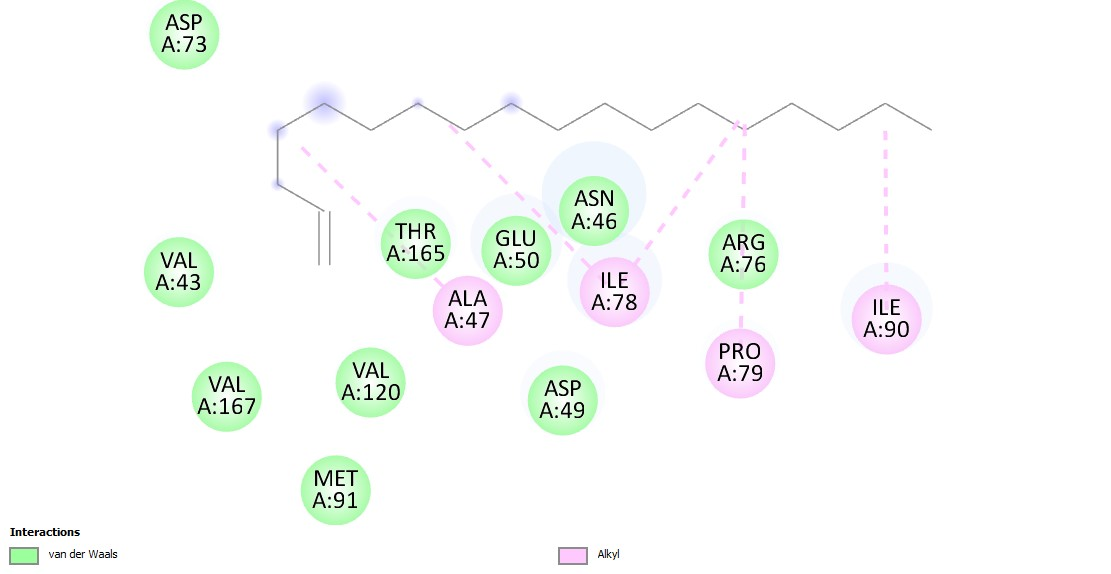 ASP
A:73
ASN
A:46
THR
A:165
GLU
A:50
ARG
A:76
VAL
A:43
ILE
A:78
ALA
A:47
ILE
A:90
PRO
A:79
VAL
A:120
VAL
A:167
ASP
A:49
MET
A:91
Interactions
van der Waals
Alkyl